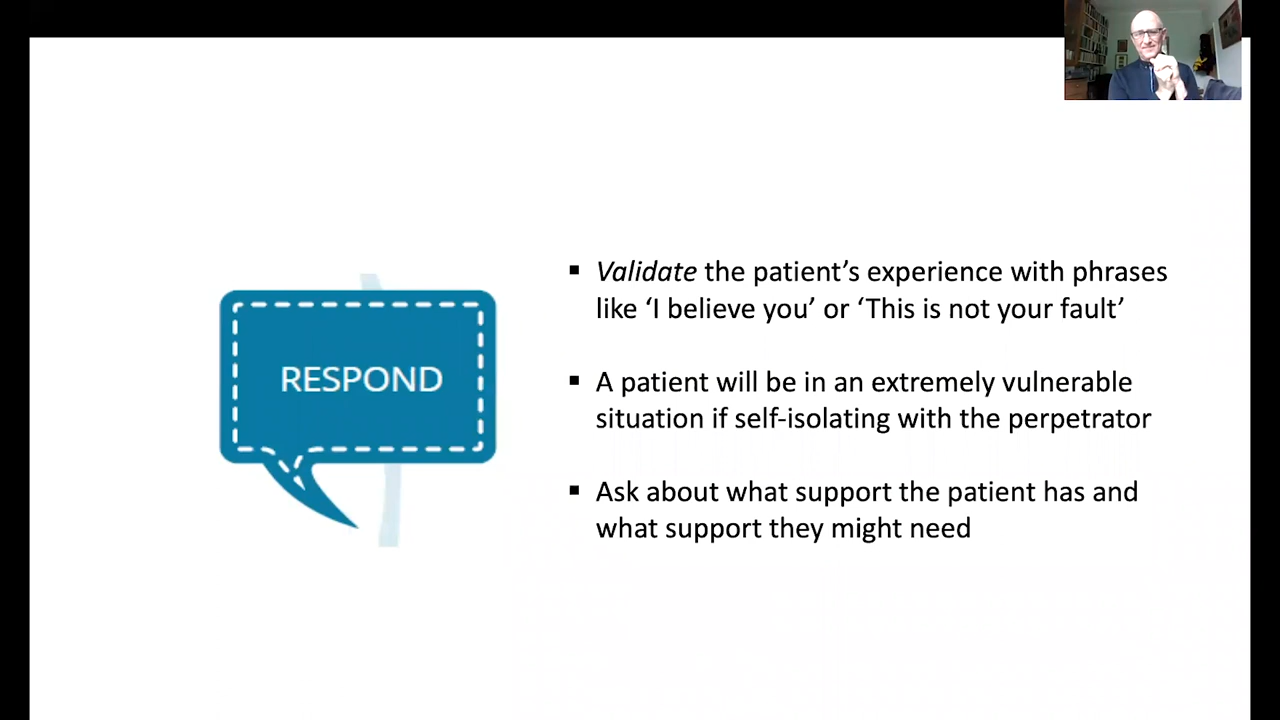 RESPOND
▪ Validate the patient’s experience with phrases
like ‘I believe you’ or ‘This is not your fault’
▪ A patient will be in an extremely vulnerable
situation if self-isolating with the perpetrator
▪ Ask about what support the patient has and
what support they might need